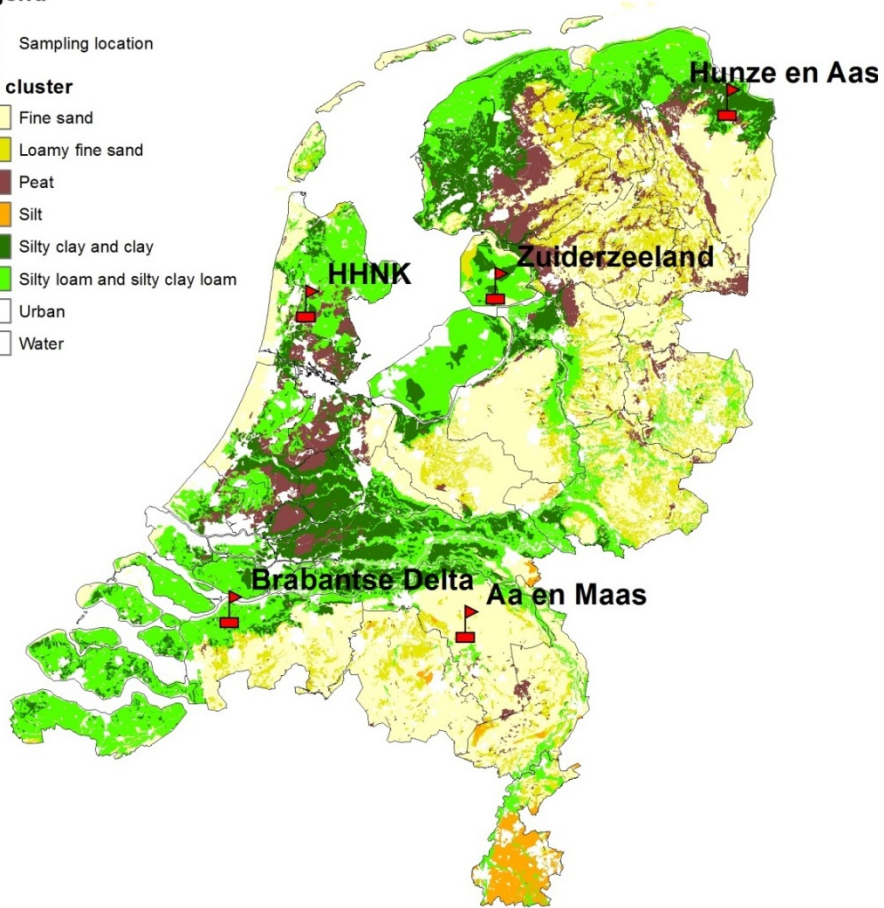 Sampling location
cluster
Fine sand
Loamy fine sand
Peat
Silt
Silty clay and clay
Silty loam and silty clay loam
Urban
Water
Hunze en Aas
Zuiderzeeland
HHNK
Brabantse Delta
Aa en Maas